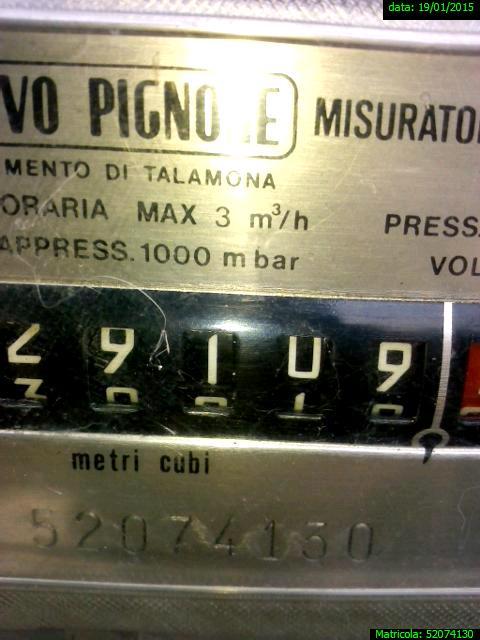 data: 19/01/2015
VO PIGNONE MISURATO
MENTO DI TALAMONA
ORARIA MAX 3 m³/h
PRESS.
APPRESS. 1000 m bar
VOL
2 9 1 0 9
metri cubi
52074130
Matricola: 52074130